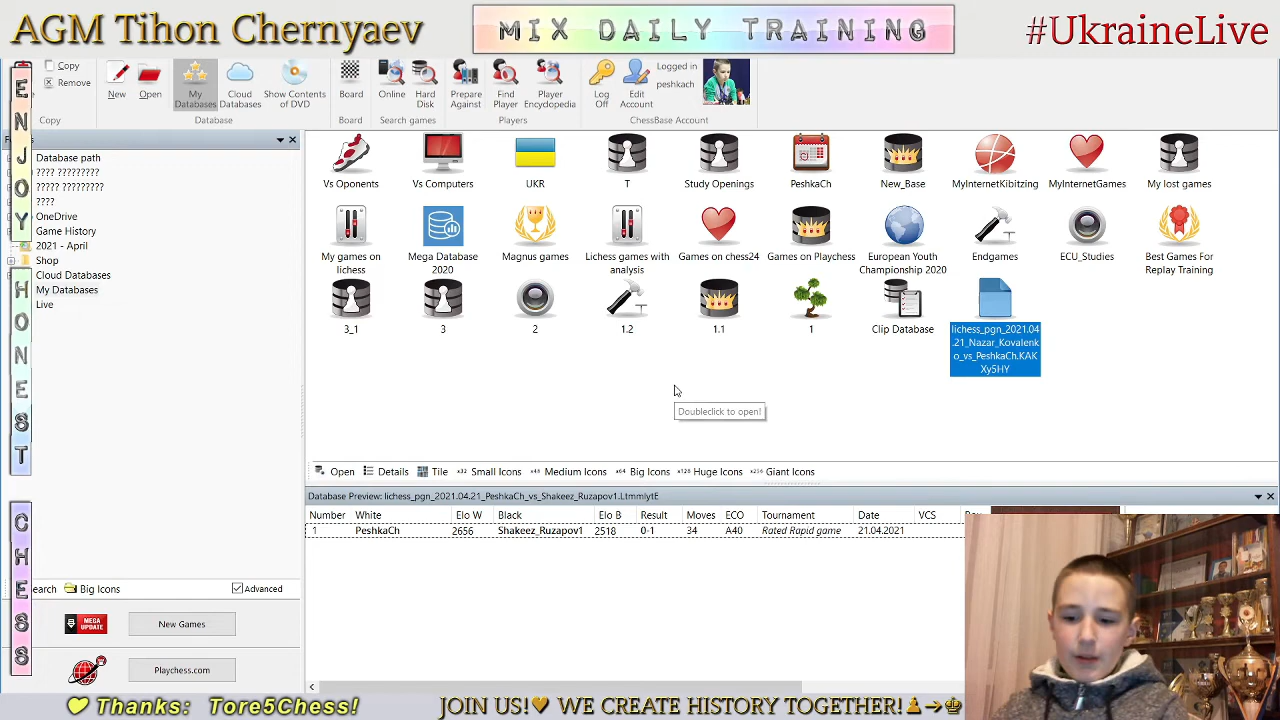 AGM Tihon Chernyaev
MIX DAILY TRAINING
#UkraineLive
ENJOY
HONEST
CHESS
Copy
Remove
Copy
New
Open
My Databases
Cloud Databases
Show Contents of DVD
Database
Board
Board
Online
Hard Disk
Search games
Prepare Against
Find Player
Player Encyclopedia
Players
Log Off
Edit Account
Logged in
peshkach
ChessBase Account
Database path
???? ?????????
????? ?????????
????
OneDrive
Game History
2021 - April
Shop
Cloud Databases
My Databases
Live
Vs Oponents
Vs Computers
UKR
T
Study Openings
PeshkaCh
New_Base
MyInternetKibitzing
MyInternetGames
My lost games
My games on lichess
Mega Database 2020
Magnus games
Lichess games with analysis
Games on chess24
Games on Playchess
European Youth Championship 2020
Endgames
ECU_Studies
Best Games For Replay Training
3_1
3
2
1.2
1.1
1
Clip Database
lichess_pgn_2021.04
.21_Nazar_Kovalenk
o_vs_PeshkaCh.KAK
Xy5HY
Doubleclick to open!
Open Details Tile x32 Small Icons x48 Medium Icons x64 Big Icons x128 Huge Icons x256 Giant Icons
Database Preview: lichess_pgn_2021.04.21_PeshkaCh_vs_Shakeez_Ruzapov1.LtmmlytE
Number White Elo W Black Elo B Result Moves ECO Tournament Date VCS
1 PeshkaCh 2656 Shakeez_Ruzapov1 2518 0-1 34 A40 Rated Rapid game 21.04.2021
earch Big Icons Advanced
MEGA UPDATE
New Games
Playchess.com
Thanks: Tore5Chess!
JOIN US! WE CREATE HISTORY TOGETHER!